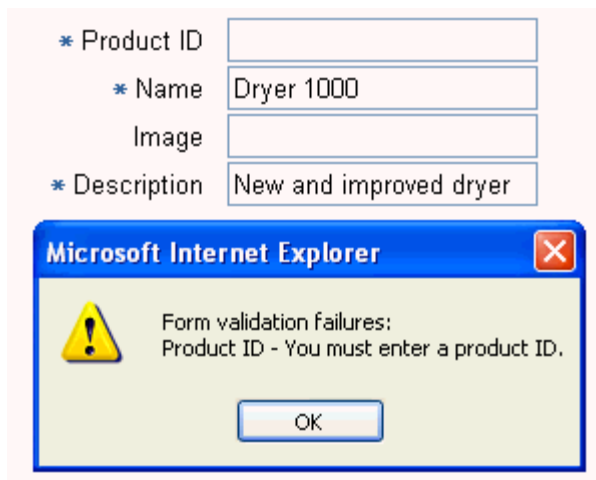 * Product ID
* Name Dryer 1000
Image
* Description New and improved dryer
Microsoft Internet Explorer
Form validation failures:
Product ID - You must enter a product ID.
OK